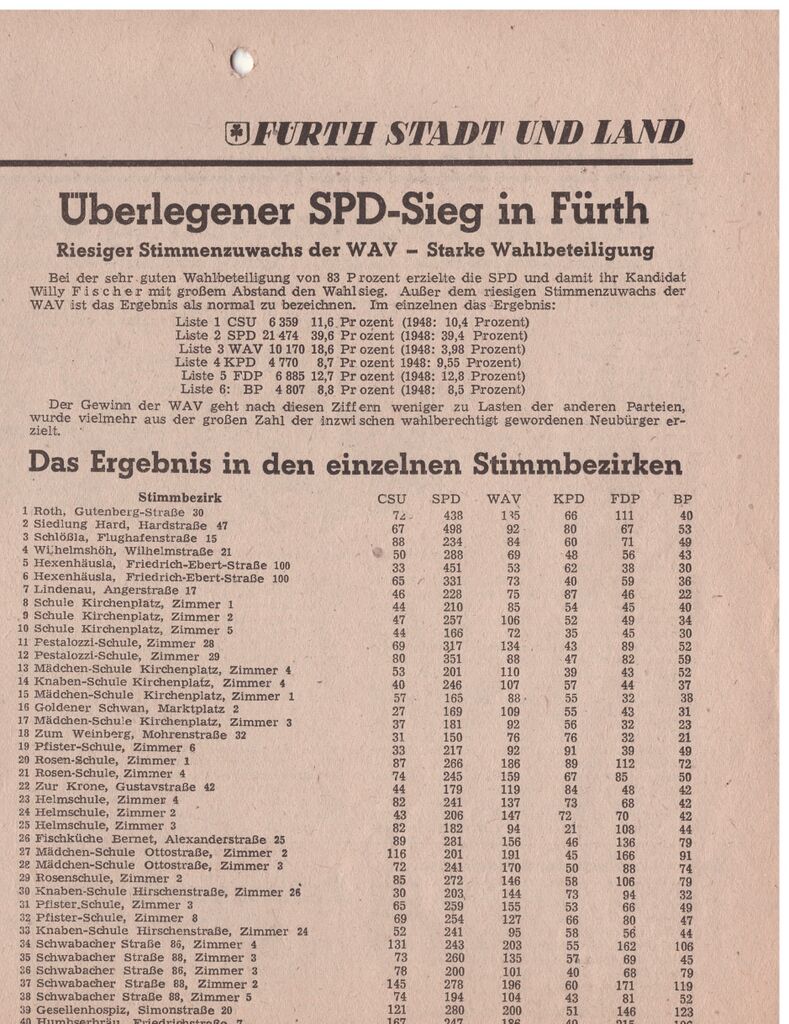 FÜRTH STADT UND LAND
Überlegener SPD-Sieg in Fürth
Riesiger Stimmenzuwachs der WAV – Starke Wahlbeteiligung
Bei der sehr guten Wahlbeteiligung von 83 Prozent erzielte die SPD und damit ihr Kandidat
Willy Fischer mit großem Abstand den Wahlsieg. Außer dem riesigen Stimmenzuwachs der
WAV ist das Ergebnis als normal zu bezeichnen. Im einzelnen das Ergebnis:
Liste 1 CSU 6 359 11,6 Prozent (1948: 10,4 Prozent)
Liste 2 SPD 21 474 39,6 Prozent (1948: 39,4 Prozent)
Liste 3 WAV 10 170 18,6 Prozent (1948: 3,98 Prozent)
Liste 4 KPD 4 770 8,7 Prozent 1948: 9,55 Prozent)
Liste 5 FDP 6 885 12,7 Prozent (1948: 12,8 Prozent)
Liste 6: BP 4 807 8,8 Prozent (1948: 8,5 Prozent)
Der Gewinn der WAV geht nach diesen Ziffern weniger zu Lasten der anderen Parteien,
wurde vielmehr aus der großen Zahl der inzwischen wahlberechtigt gewordenen Neubürger er-
zielt.
Das Ergebnis in den einzelnen Stimmbezirken
Stimmbezirk CSU SPD WAV KPD FDP BP
1 Roth, Gutenberg-Straße 30 72 438 135 66 111 40
2 Siedlung Hard, Hardstraße 47 67 498 92 80 67 53
3 Schlößla, Flughafenstraße 15 88 234 84 60 71 49
4 Wilhelmshöh, Wilhelmstraße 21 50 288 69 48 56 43
5 Hexenhäusla, Friedrich-Ebert-Straße 100 33 451 53 62 38 30
6 Hexenhäusla, Friedrich-Ebert-Straße 100 65 331 73 40 59 36
7 Lindenau, Angerstraße 17 46 228 75 87 46 22
8 Schule Kirchenplatz, Zimmer 1 44 210 85 54 45 40
9 Schule Kirchenplatz, Zimmer 2 47 257 106 52 49 34
10 Schule Kirchenplatz, Zimmer 5 44 166 72 35 45 30
11 Pestalozzi-Schule, Zimmer 28 69 317 134 43 89 52
12 Pestalozzi-Schule, Zimmer 29 80 351 88 47 82 59
13 Mädchen-Schule Kirchenplatz, Zimmer 4 53 201 110 39 43 52
14 Knaben-Schule Kirchenplatz, Zimmer 4 40 246 107 57 44 37
15 Mädchen-Schule Kirchenplatz, Zimmer 1 57 165 88 55 32 38
16 Goldener Schwan, Marktplatz 2 27 169 109 55 43 31
17 Mädchen-Schule Kirchenplatz, Zimmer 3 37 181 92 56 32 23
18 Zum Weinberg, Mohrenstraße 32 31 150 76 76 32 21
19 Pfister-Schule, Zimmer 6 33 217 92 91 39 49
20 Rosen-Schule, Zimmer 1 87 266 186 89 112 72
21 Rosen-Schule, Zimmer 4 74 245 159 67 85 50
22 Zur Krone, Gustavstraße 42 44 179 119 84 48 42
23 Helmschule, Zimmer 4 82 241 137 73 68 42
24 Helmschule, Zimmer 2 43 206 147 72 70 42
25 Helmschule, Zimmer 3 82 182 94 21 108 44
26 Fischküche Bernet, Alexanderstraße 25 89 281 156 46 136 79
27 Mädchen-Schule Ottostraße, Zimmer 2 116 201 191 45 166 91
28 Mädchen-Schule Ottostraße, Zimmer 3 72 241 170 50 88 74
29 Rosenschule, Zimmer 2 85 272 146 58 106 79
30 Knaben-Schule Hirschenstraße, Zimmer 26 30 203 144 73 94 32
31 Pfister-Schule, Zimmer 3 65 259 155 53 66 49
32 Pfister-Schule, Zimmer 8 69 254 127 66 80 47
33 Knaben-Schule Hirschenstraße, Zimmer 24 52 241 95 58 56 44
34 Schwabacher Straße 86, Zimmer 4 131 243 203 55 162 106
35 Schwabacher Straße 88, Zimmer 3 73 260 135 57 69 45
36 Schwabacher Straße 86, Zimmer 3 78 200 101 40 68 79
37 Schwabacher Straße 88, Zimmer 2 145 278 196 60 171 119
38 Schwabacher Straße 88, Zimmer 5 74 194 104 43 81 52
39 Gesellenhospiz, Simonstraße 20 121 280 200 51 146 123
40 Humbserbräu, Friedrichstraße 7 167 247 186